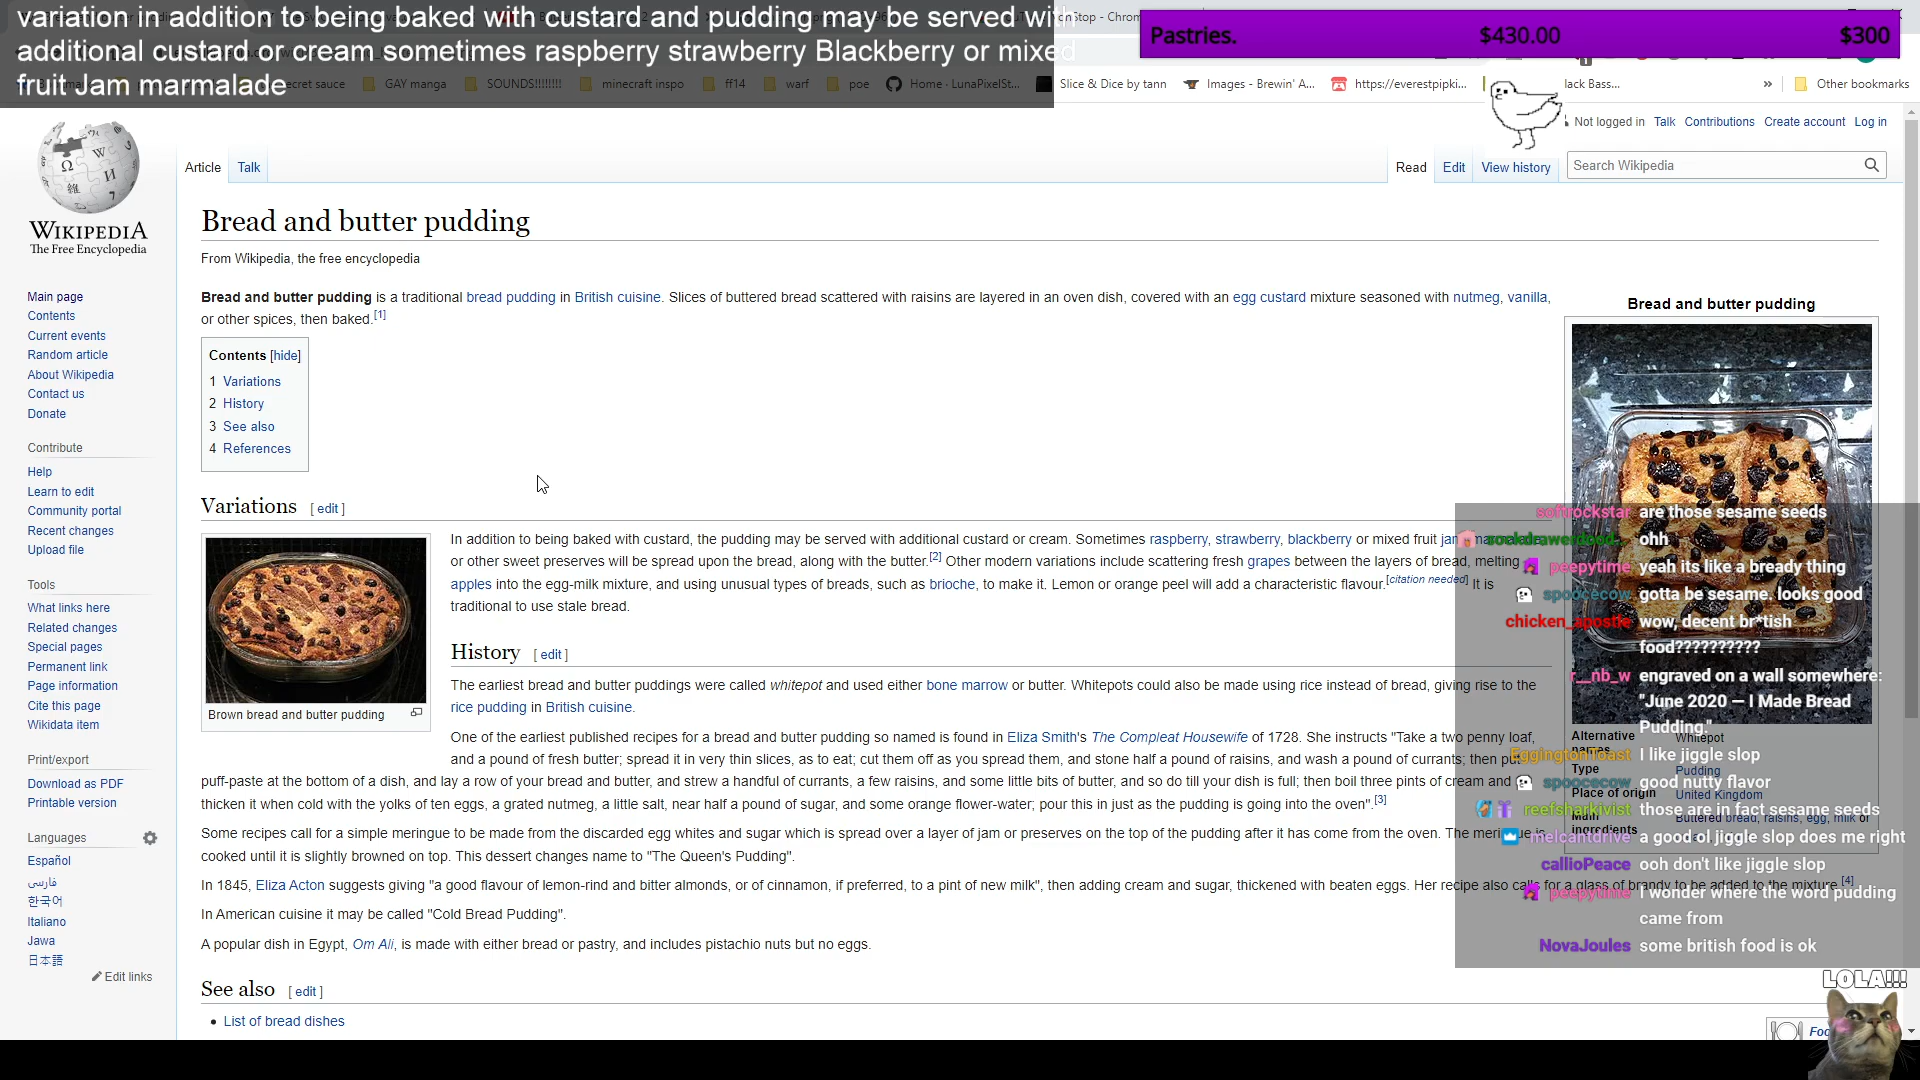 variation in addition to being baked with custard and pudding may be served with
additional custard or cream sometimes raspberry strawberry Blackberry or mixed
fruit Jam marmalade
Pastries. $430.00 $300
ecret sauce GAY manga SOUNDS!!!!!!!! minecraft inspo ff14 warf poe Home · LunaPixelSt... Slice & Dice by tann Images - Brewin' A... https://everestpipki... lack Bass... » Other bookmarks
Not logged in Talk Contributions Create account Log in
Article Talk Read Edit View history Search Wikipedia
WIKIPEDIA
The Free Encyclopedia
Main page
Contents
Current events
Random article
About Wikipedia
Contact us
Donate
Contribute
Help
Learn to edit
Community portal
Recent changes
Upload file
Tools
What links here
Related changes
Special pages
Permanent link
Page information
Cite this page
Wikidata item
Print/export
Download as PDF
Printable version
Languages
Español
فارسی
한국어
Italiano
Jawa
日本語
Edit links
Bread and butter pudding
From Wikipedia, the free encyclopedia
Bread and butter pudding is a traditional bread pudding in British cuisine. Slices of buttered bread scattered with raisins are layered in an oven dish, covered with an egg custard mixture seasoned with nutmeg, vanilla,
or other spices, then baked.[1]
Contents [hide]
1 Variations
2 History
3 See also
4 References
Variations [ edit ]
Brown bread and butter pudding
In addition to being baked with custard, the pudding may be served with additional custard or cream. Sometimes raspberry, strawberry, blackberry or mixed fruit jam
or other sweet preserves will be spread upon the bread, along with the butter.[2] Other modern variations include scattering fresh grapes between the layers of bread, melting
apples into the egg-milk mixture, and using unusual types of breads, such as brioche, to make it. Lemon or orange peel will add a characteristic flavour.[citation needed] It is
traditional to use stale bread.
History [ edit ]
The earliest bread and butter puddings were called whitepot and used either bone marrow or butter. Whitepots could also be made using rice instead of bread, giving rise to the
rice pudding in British cuisine.
One of the earliest published recipes for a bread and butter pudding so named is found in Eliza Smith's The Compleat Housewife of 1728. She instructs "Take a two penny loaf,
and a pound of fresh butter; spread it in very thin slices, as to eat; cut them off as you spread them, and stone half a pound of raisins, and wash a pound of currants; then put
puff-paste at the bottom of a dish, and lay a row of your bread and butter, and strew a handful of currants, a few raisins, and some little bits of butter, and so do till your dish is full; then boil three pints of cream and
thicken it when cold with the yolks of ten eggs, a grated nutmeg, a little salt, near half a pound of sugar, and some orange flower-water; pour this in just as the pudding is going into the oven".[3]
Some recipes call for a simple meringue to be made from the discarded egg whites and sugar which is spread over a layer of jam or preserves on the top of the pudding after it has come from the oven. The meringue is
cooked until it is slightly browned on top. This dessert changes name to "The Queen's Pudding".
In 1845, Eliza Acton suggests giving "a good flavour of lemon-rind and bitter almonds, or of cinnamon, if preferred, to a pint of new milk", then adding cream and sugar, thickened with beaten eggs. Her recipe also calls for a glass of brandy to be added to the mixture.[4]
In American cuisine it may be called "Cold Bread Pudding".
A popular dish in Egypt, Om Ali, is made with either bread or pastry, and includes pistachio nuts but no eggs.
See also [ edit ]
• List of bread dishes
Bread and butter pudding
Alternative names Whitepot
Type Pudding
Place of origin United Kingdom
Main ingredients Buttered bread, raisins, egg, milk or
softrockstar are those sesame seeds
sockdrawerdood ohh
peepytime yeah its like a bready thing
spoocecow gotta be sesame. looks good
chicken_apostle wow, decent br*tish
food??????????
r__nb_w engraved on a wall somewhere:
"June 2020 — I Made Bread
Pudding."
EggingtonToast I like jiggle slop
spoocecow good nutty flavor
reefsharkivist those are in fact sesame seeds
melcantdrive a good ol jiggle slop does me right
callioPeace ooh don't like jiggle slop
peepytime I wonder where the word pudding
came from
NovaJoules some british food is ok
LOLA!!!
Foo